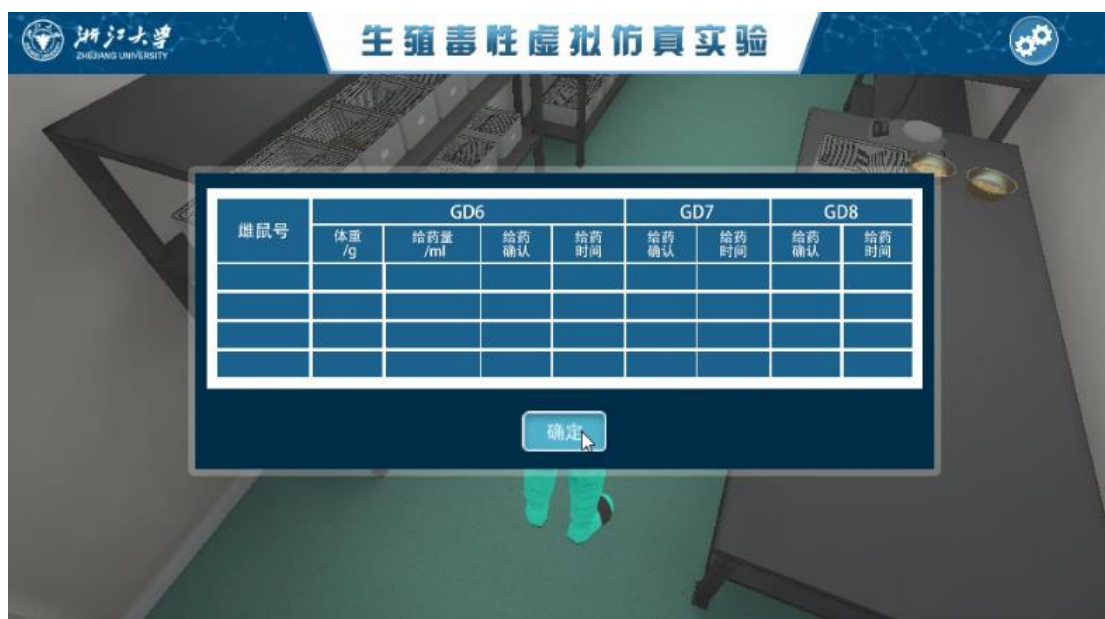 浙江大学
ZHEJIANG UNIVERSITY
生殖毒性虚拟仿真实验
雌鼠号 GD6 GD7 GD8
体重/g 给药量/ml 给药确认 给药时间 给药确认 给药时间 给药确认 给药时间
确定